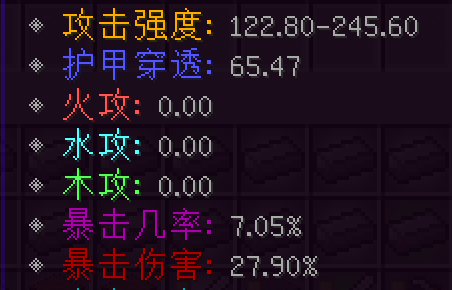 ◈ 攻击强度: 122.80-245.60
◈ 护甲穿透: 65.47
◈ 火攻: 0.00
◈ 水攻: 0.00
◈ 木攻: 0.00
◈ 暴击几率: 7.05%
◈ 暴击伤害: 27.90%